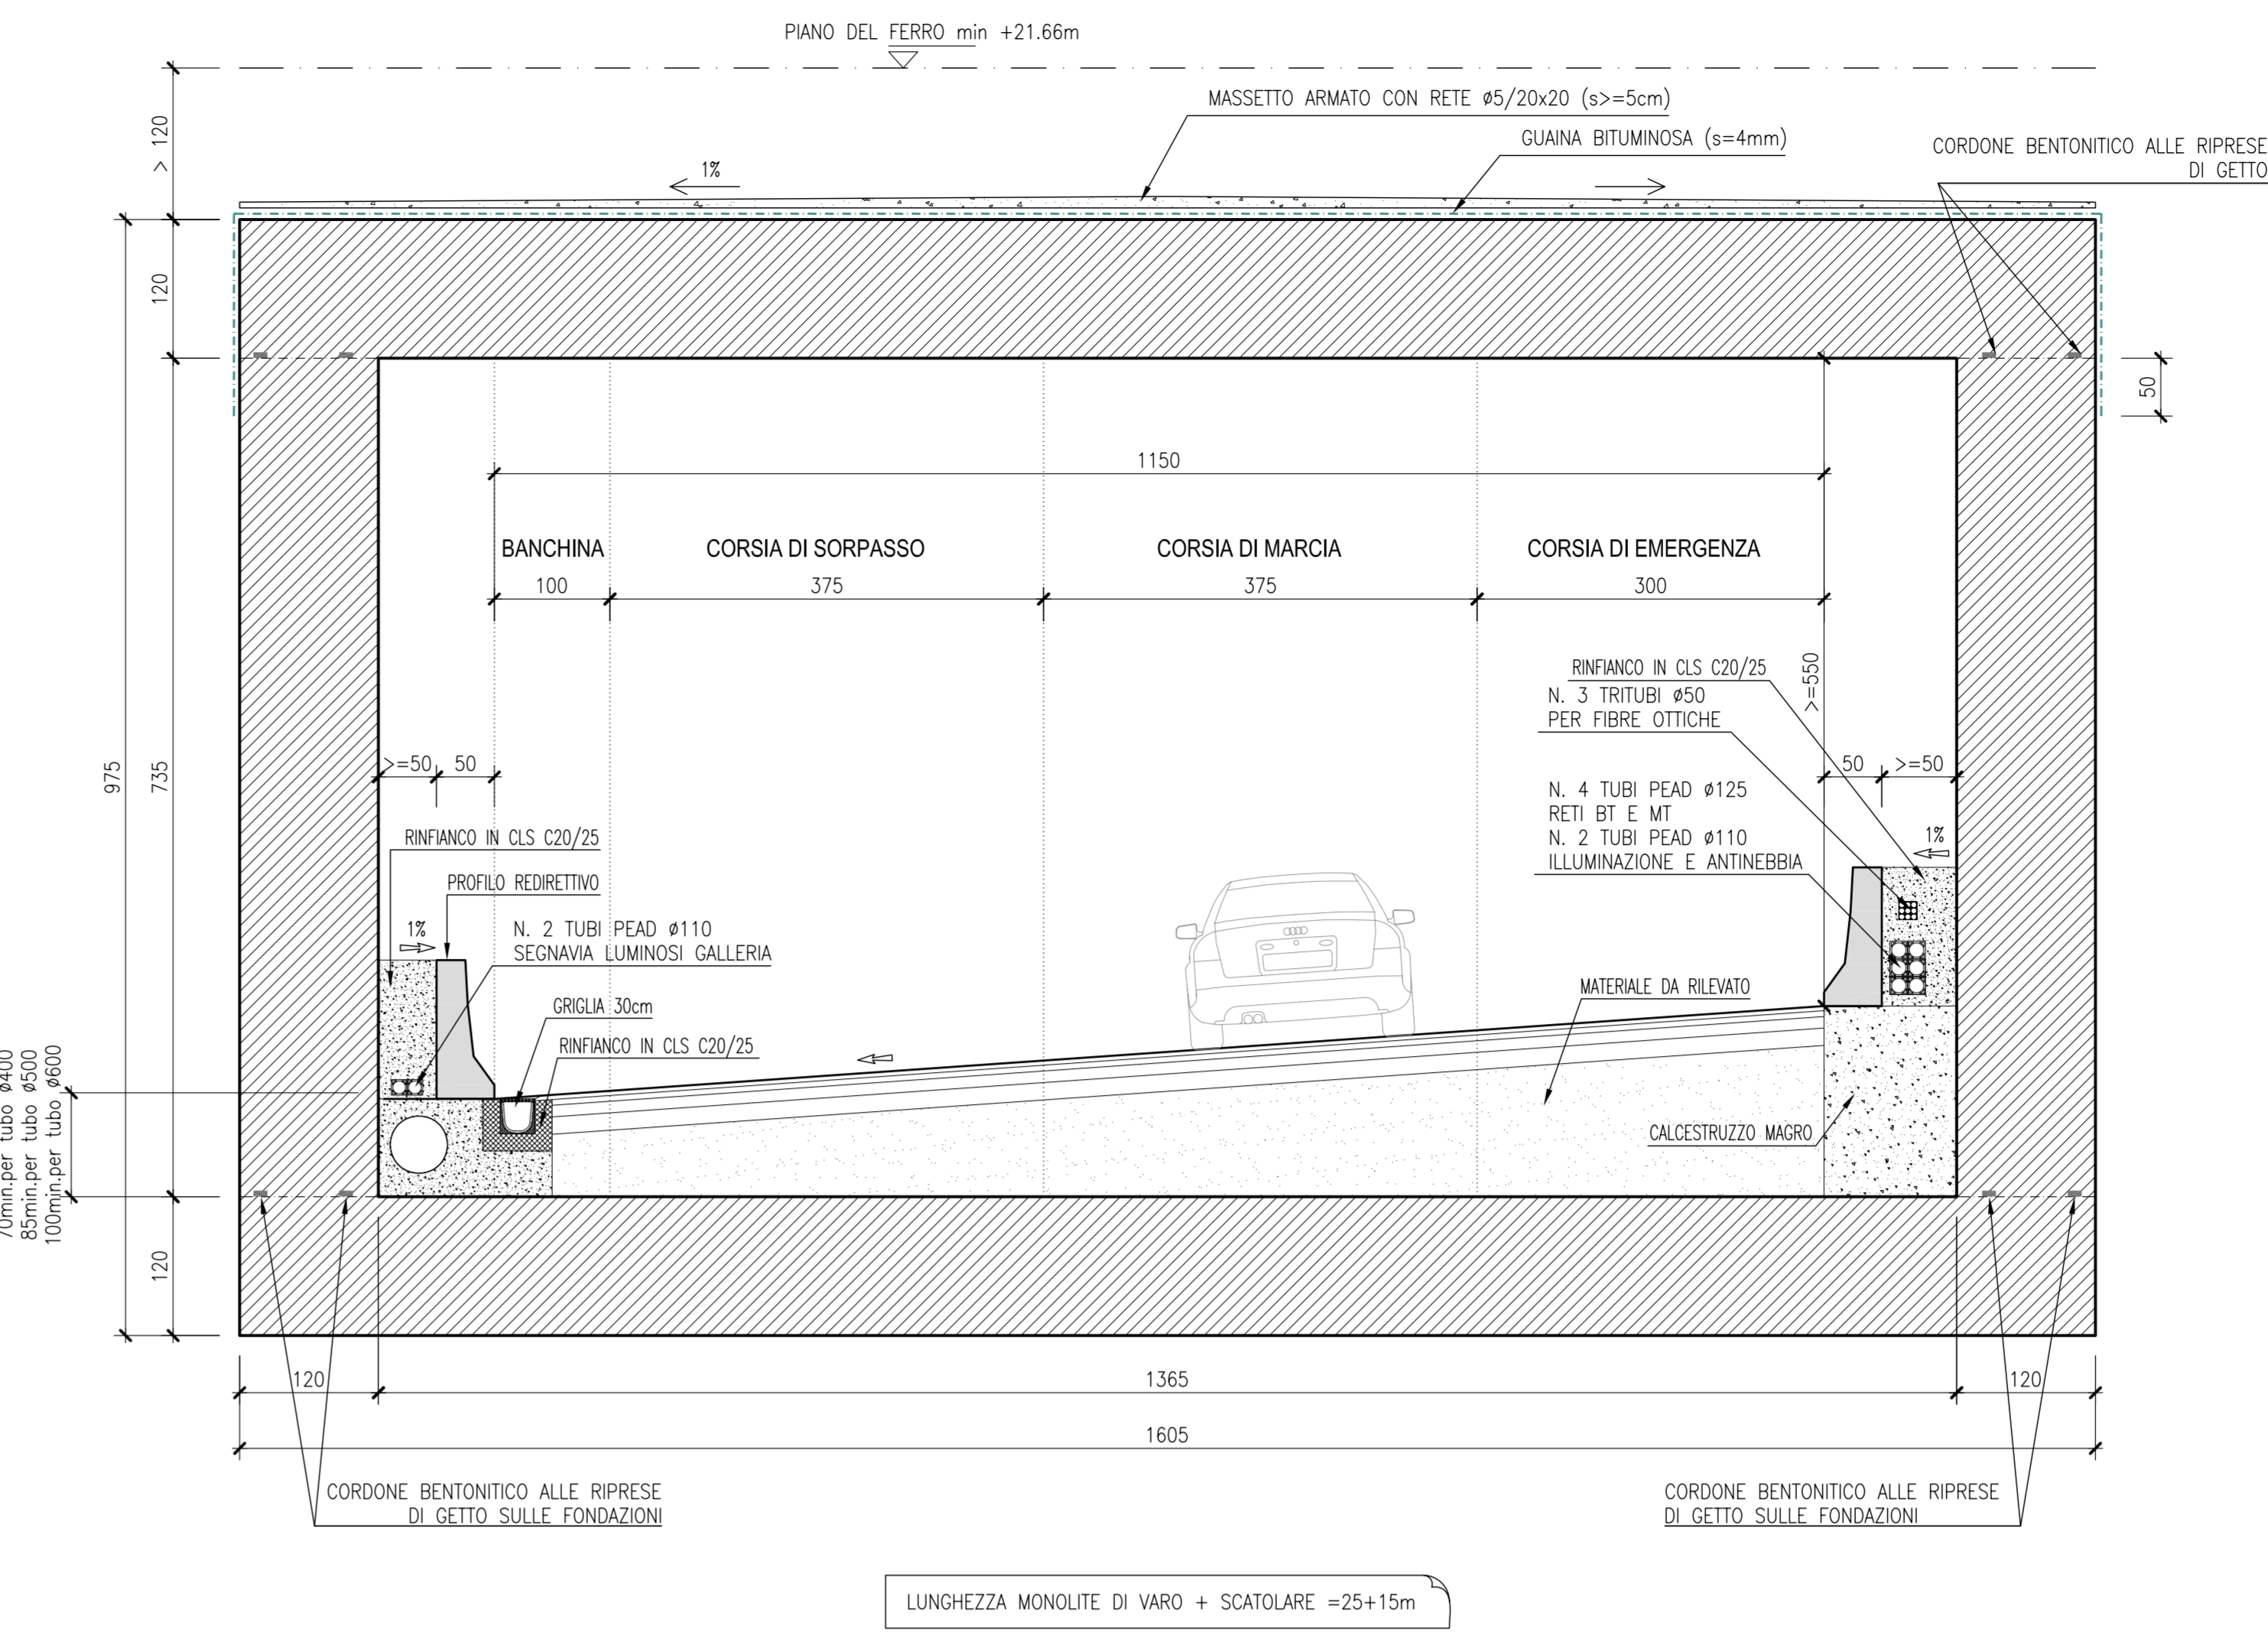 PIANO DEL FERRO min +21.66m
MASSETTO ARMATO CON RETE ø5/20x20 (s>=5cm)
GUAINA BITUMINOSA (s=4mm)
CORDONE BENTONITICO ALLE RIPRESE
DI GETTO
> 120
1%
120
50
1150
BANCHINA
CORSIA DI SORPASSO
CORSIA DI MARCIA
CORSIA DI EMERGENZA
100
375
375
300
>=550
RINFIANCO IN CLS C20/25
N. 3 TRITUBI ø50
PER FIBRE OTTICHE
975
735
>=50
50
50
>=50
N. 4 TUBI PEAD ø125
RETI BT E MT
N. 2 TUBI PEAD ø110
ILLUMINAZIONE E ANTINEBBIA
1%
RINFIANCO IN CLS C20/25
PROFILO REDIRETTIVO
1%
N. 2 TUBI PEAD ø110
SEGNAVIA LUMINOSI GALLERIA
GRIGLIA 30cm
RINFIANCO IN CLS C20/25
MATERIALE DA RILEVATO
CALCESTRUZZO MAGRO
70min.per tubo ø400
85min.per tubo ø500
100min.per tubo ø600
120
120
1365
120
1605
CORDONE BENTONITICO ALLE RIPRESE
DI GETTO SULLE FONDAZIONI
CORDONE BENTONITICO ALLE RIPRESE
DI GETTO SULLE FONDAZIONI
LUNGHEZZA MONOLITE DI VARO + SCATOLARE =25+15m